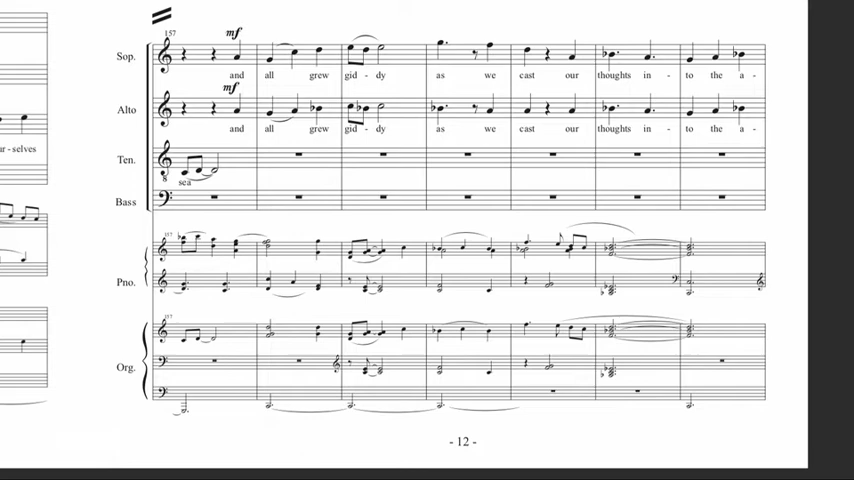 157
mf
Sop.
and all grew gid - dy as we cast our thoughts in - to the a -
mf
Alto
and all grew gid - dy as we cast our thoughts in - to the a -
ur - selves
Ten.
8
sea
Bass
157
Pno.
157
Org.
- 12 -